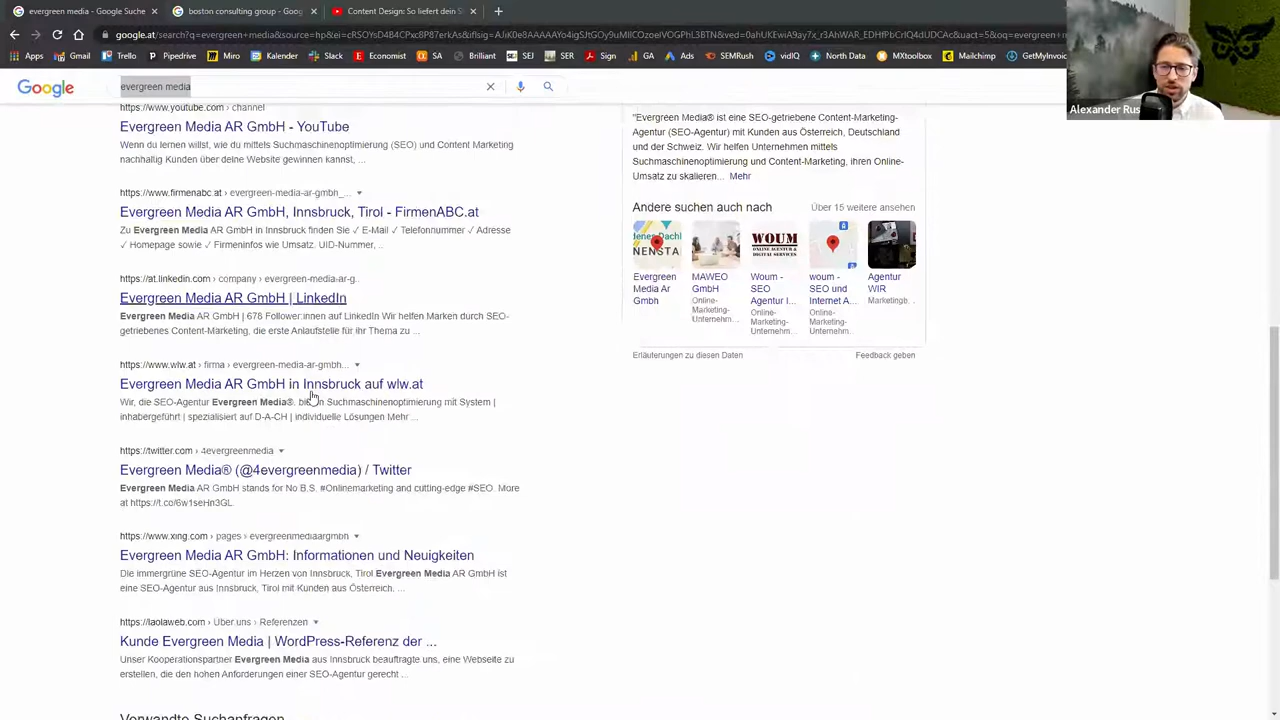 evergreen media - Google Suche
boston consulting group - Google
Content Design: So liefert dein S
google.at/search?q=evergreen+media&source=hp&ei=
Apps
Gmail
Trello
Pipedrive
Ecosia
Evernote
SA
SEJ
Sign
GA
Ads
SEMRush
vidIQ
North Data
MXtoolbox
Mailchimp
GetMyInvoic
Alexander Rus
Google
evergreen media
https://www.youtube.com › channel
Evergreen Media AR GmbH - YouTube
Wenn du lernen willst, wie du mittels Suchmaschinenoptimierung (SEO) und Content Marketing
nachhaltig Kunden über deine Website gewinnen kannst, ...
https://www.firmenabc.at › evergreen-media-ar-gmbh_...
Evergreen Media AR GmbH, Innsbruck, Tirol - FirmenABC.at
Zu Evergreen Media AR GmbH in Innsbruck finden Sie ✓ E-Mail ✓ Telefonnummer ✓ Adresse
✓ Homepage sowie ✓ Firmeninfos wie Umsatz. UID-Nummer, ..
https://at.linkedin.com › company › evergreen-media-ar-g..
Evergreen Media AR GmbH | LinkedIn
Evergreen Media AR GmbH | 676 Follower:innen auf LinkedIn Wir helfen Marken durch SEO-
getriebenes Content-Marketing, die erste Anlaufstelle für ihr Thema zu ...
https://www.wlw.at › firma › evergreen-media-ar-gmbh...
Evergreen Media AR GmbH in Innsbruck auf wlw.at
Wir, die SEO-Agentur Evergreen Media®, Suchmaschinenoptimierung mit System |
inhabergeführt | spezialisiert auf D-A-CH | individuelle Lösungen Mehr ...
https://twitter.com › 4evergreenmedia
Evergreen Media® (@4evergreenmedia) / Twitter
Evergreen Media AR GmbH stands for No B.S. #Onlinemarketing and cutting-edge #SEO. More
at https://t.co/6w1seHn3GL.
https://www.xing.com › pages › evergreenmediaargmbh
Evergreen Media AR GmbH: Informationen und Neuigkeiten
Die immergrüne SEO-Agentur im Herzen von Innsbruck, Tirol Evergreen Media AR GmbH ist
eine SEO-Agentur aus Innsbruck, Tirol mit Kunden aus Österreich. ...
https://laolaweb.com › Über uns › Referenzen
Kunde Evergreen Media | WordPress-Referenz der ...
Unser Kooperationspartner Evergreen Media aus Innsbruck beauftragte uns, eine Webseite zu
erstellen, die den hohen Anforderungen einer SEO-Agentur gerecht ...
Verwandte Suchanfragen
"Evergreen Media® ist eine SEO-getriebene Content-Marketing-
Agentur (SEO-Agentur) mit Kunden aus Österreich, Deutschland
und der Schweiz. Wir helfen Unternehmen mittels
Suchmaschinenoptimierung und Content-Marketing, ihren Online-
Umsatz zu skalieren... Mehr
Andere suchen auch nach
Über 15 weitere ansehen
WOUM
Evergreen
Media Ar
Gmbh
MAWEO
GmbH
Online-
Marketing-
Unternehm...
Woum -
SEO
Agentur I...
Online-
Marketing-
Unternehm...
woum -
SEO und
Internet A...
Online-
Marketing-
Unternehm...
Agentur
WIR
Marketingb...
Erläuterungen zu diesen Daten
Feedback geben